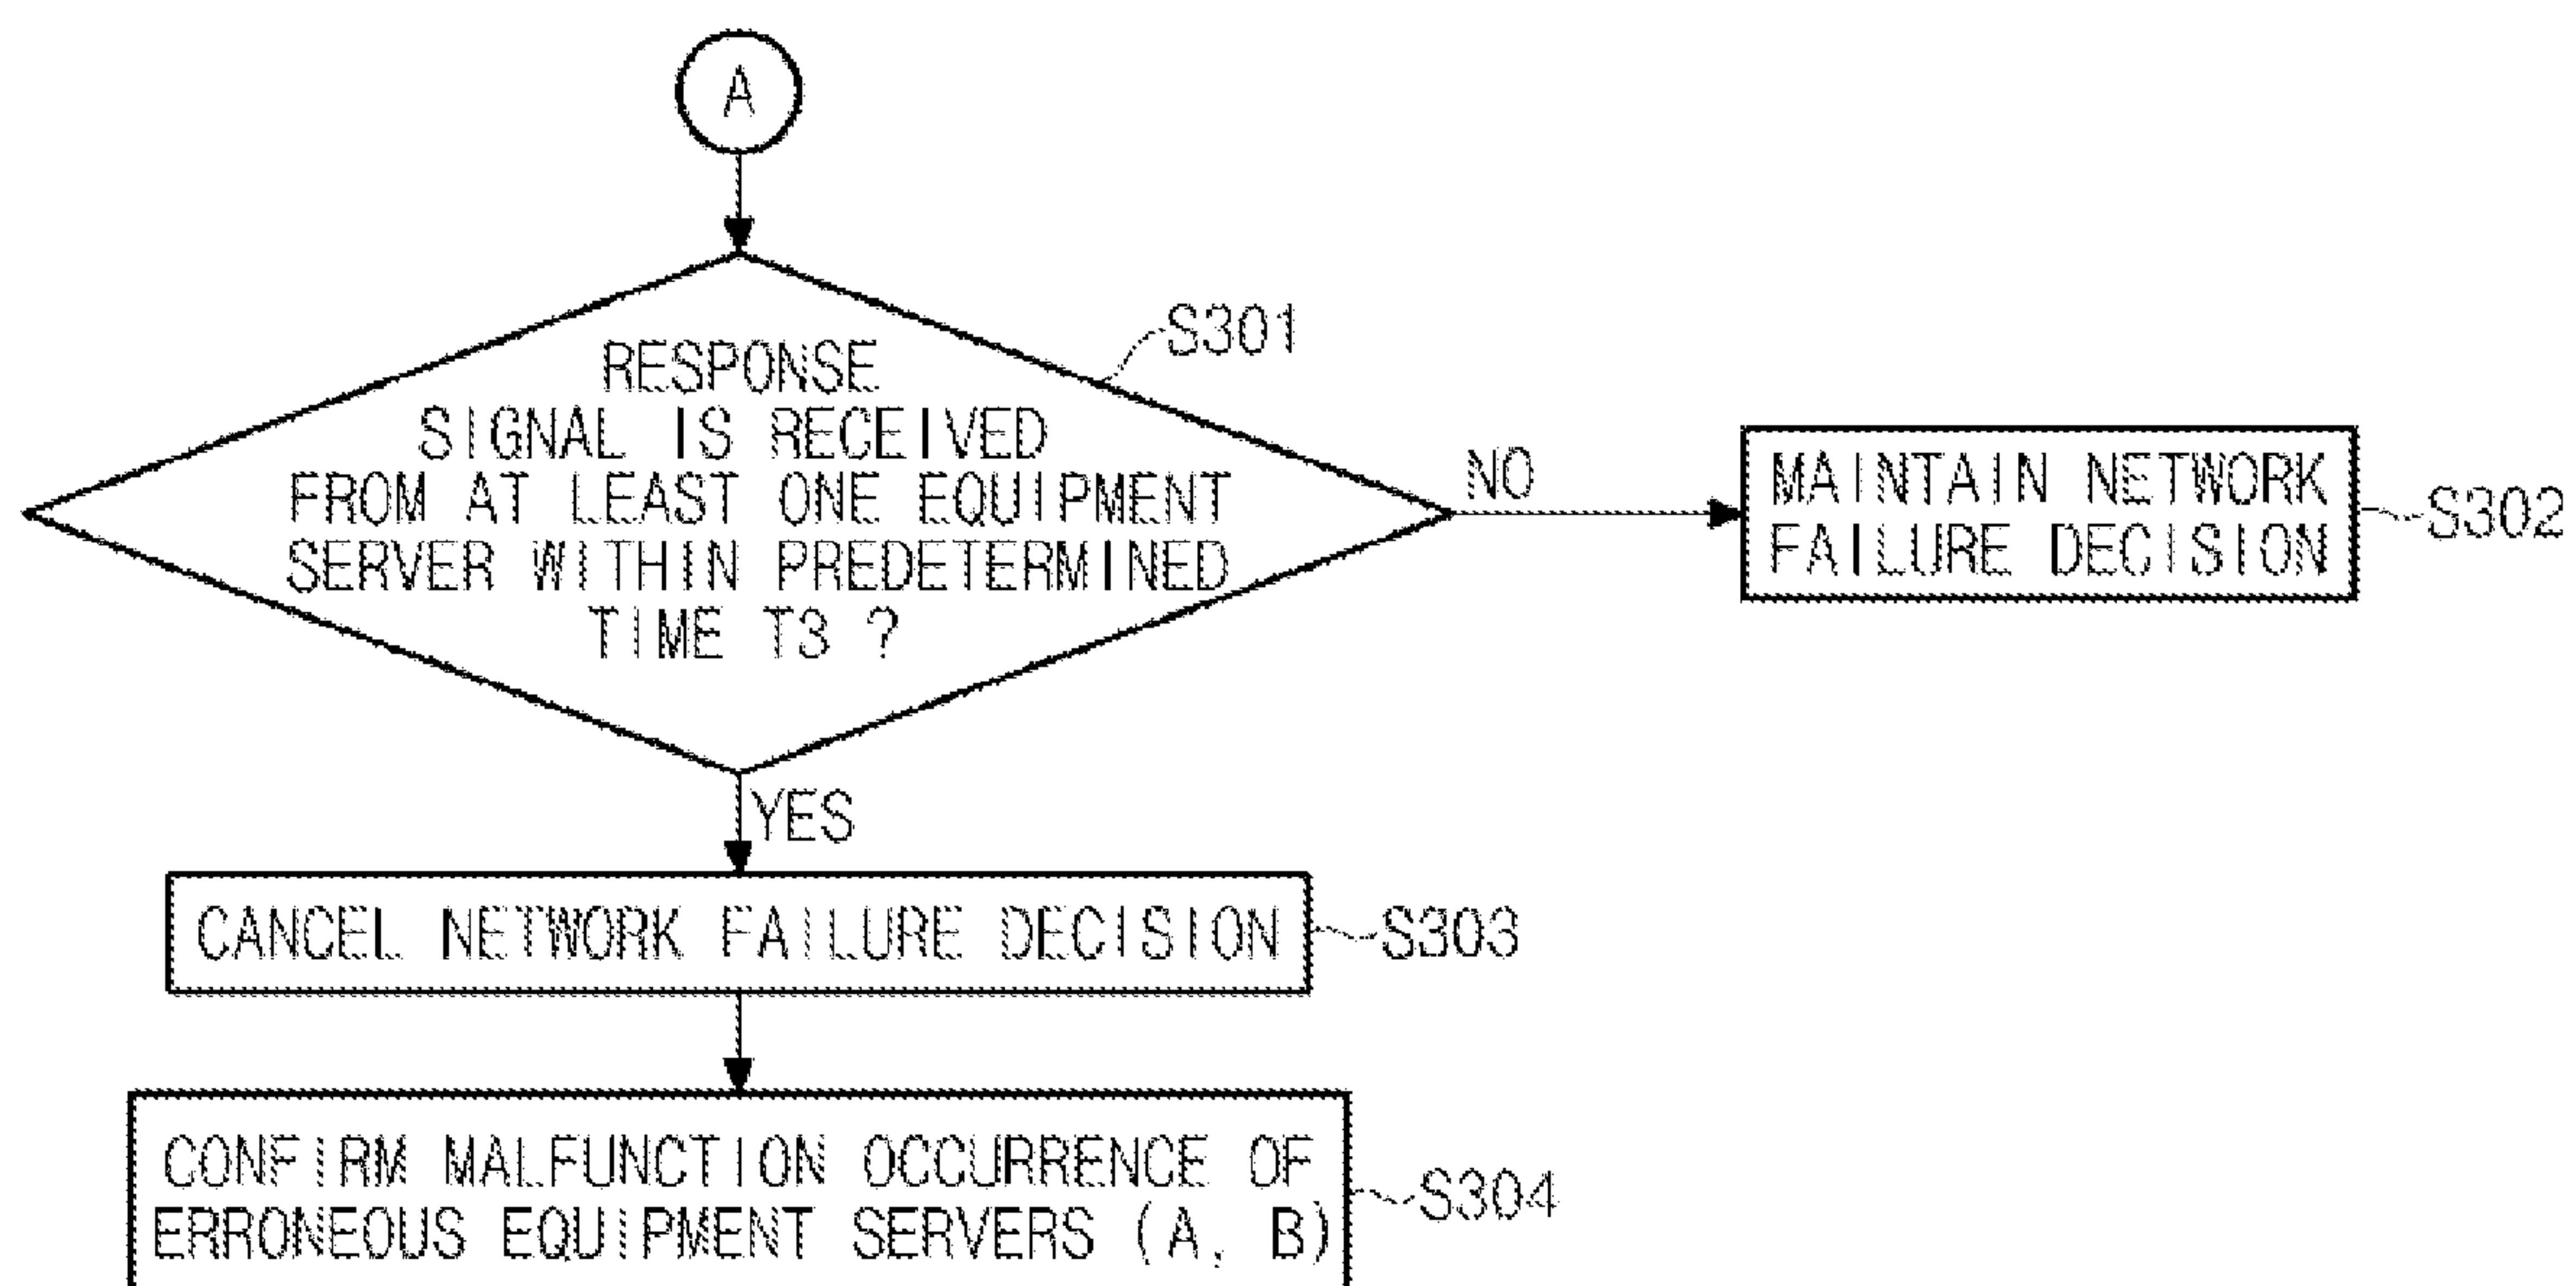 A
S301
RESPONSE
SIGNAL IS RECEIVED
FROM AT LEAST ONE EQUIPMENT
SERVER WITHIN PREDETERMINED
TIME T3 ?
NO
MAINTAIN NETWORK
FAILURE DECISION
S302
YES
CANCEL NETWORK FAILURE DECISION
S303
CONFIRM MALFUNCTION OCCURRENCE OF
ERRONEOUS EQUIPMENT SERVERS (A, B)
S304